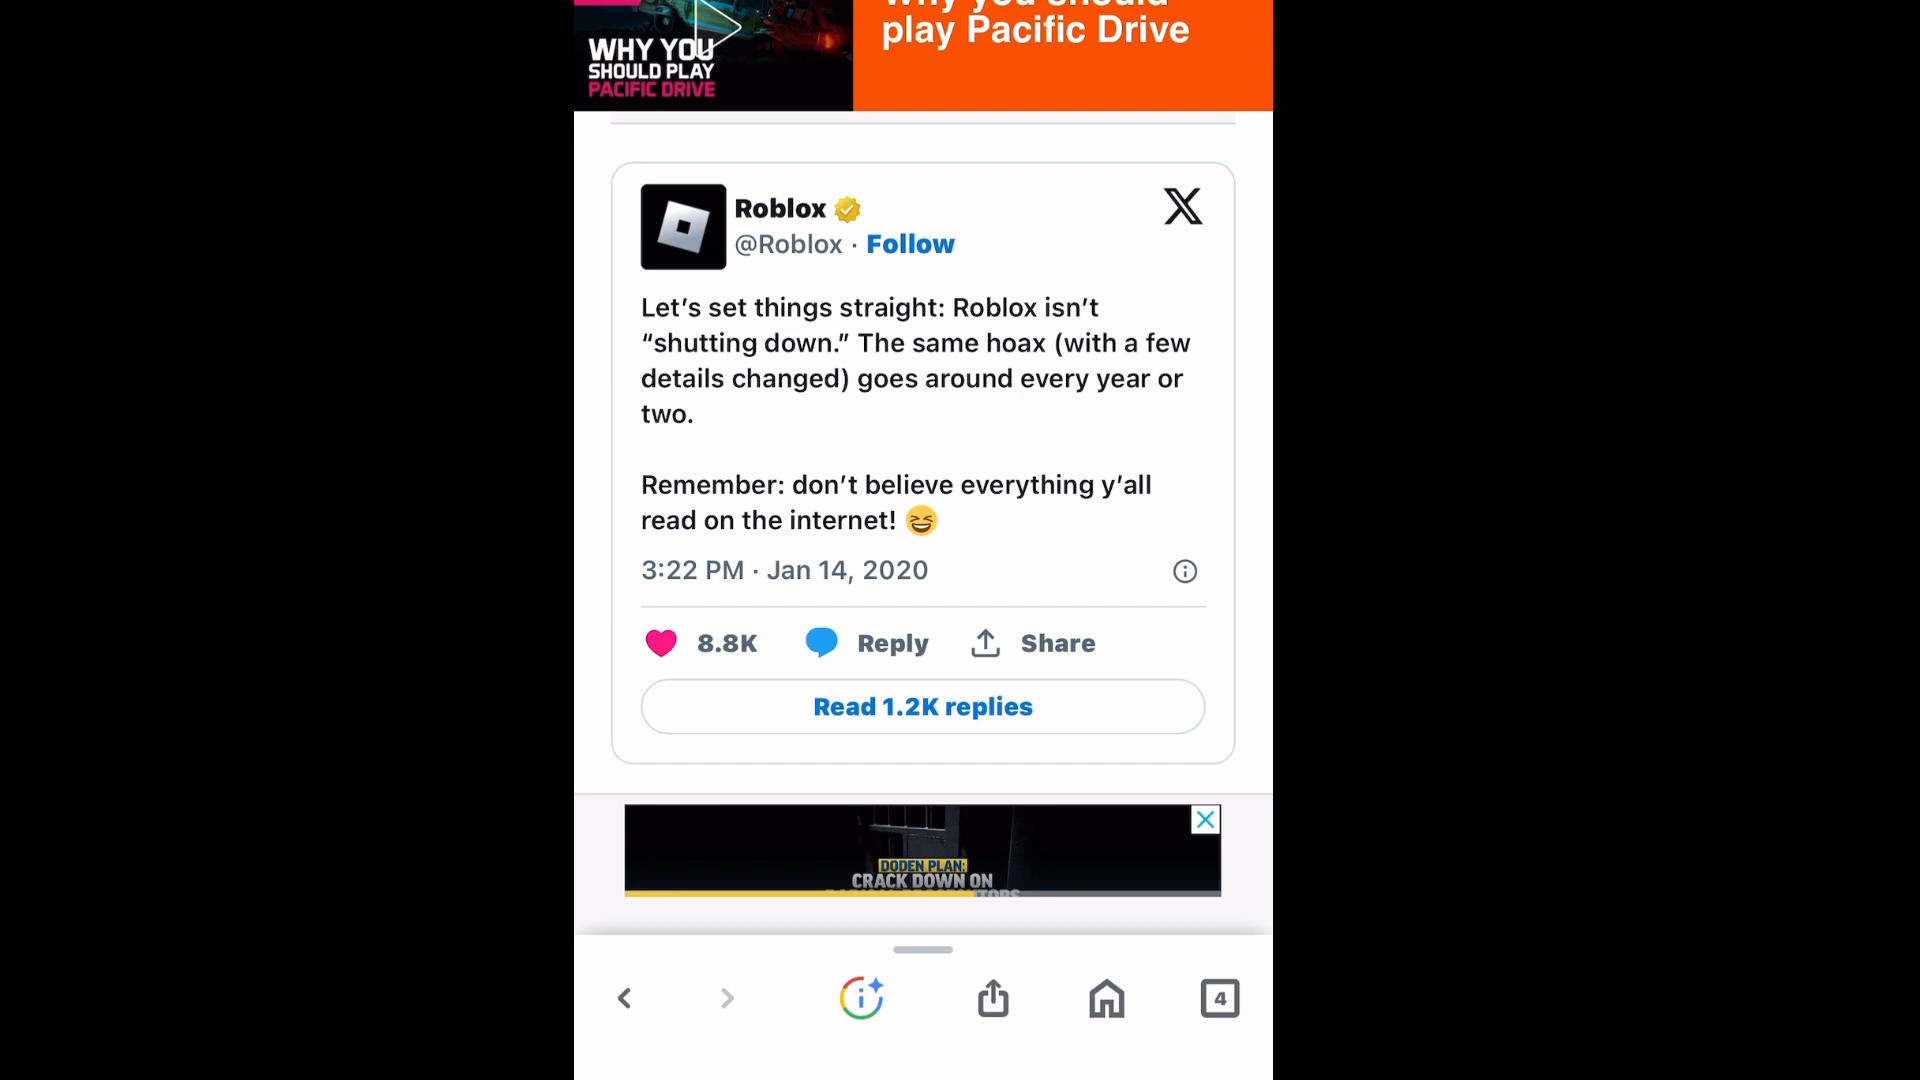 Why you should
play Pacific Drive
WHY YOU
SHOULD PLAY
PACIFIC DRIVE
Roblox
@Roblox · Follow
Let’s set things straight: Roblox isn’t
“shutting down.” The same hoax (with a few
details changed) goes around every year or
two.
Remember: don’t believe everything y’all
read on the internet! 😆
3:22 PM · Jan 14, 2020
8.8K
Reply
Share
Read 1.2K replies
DODEN PLAN:
CRACK DOWN ON
4